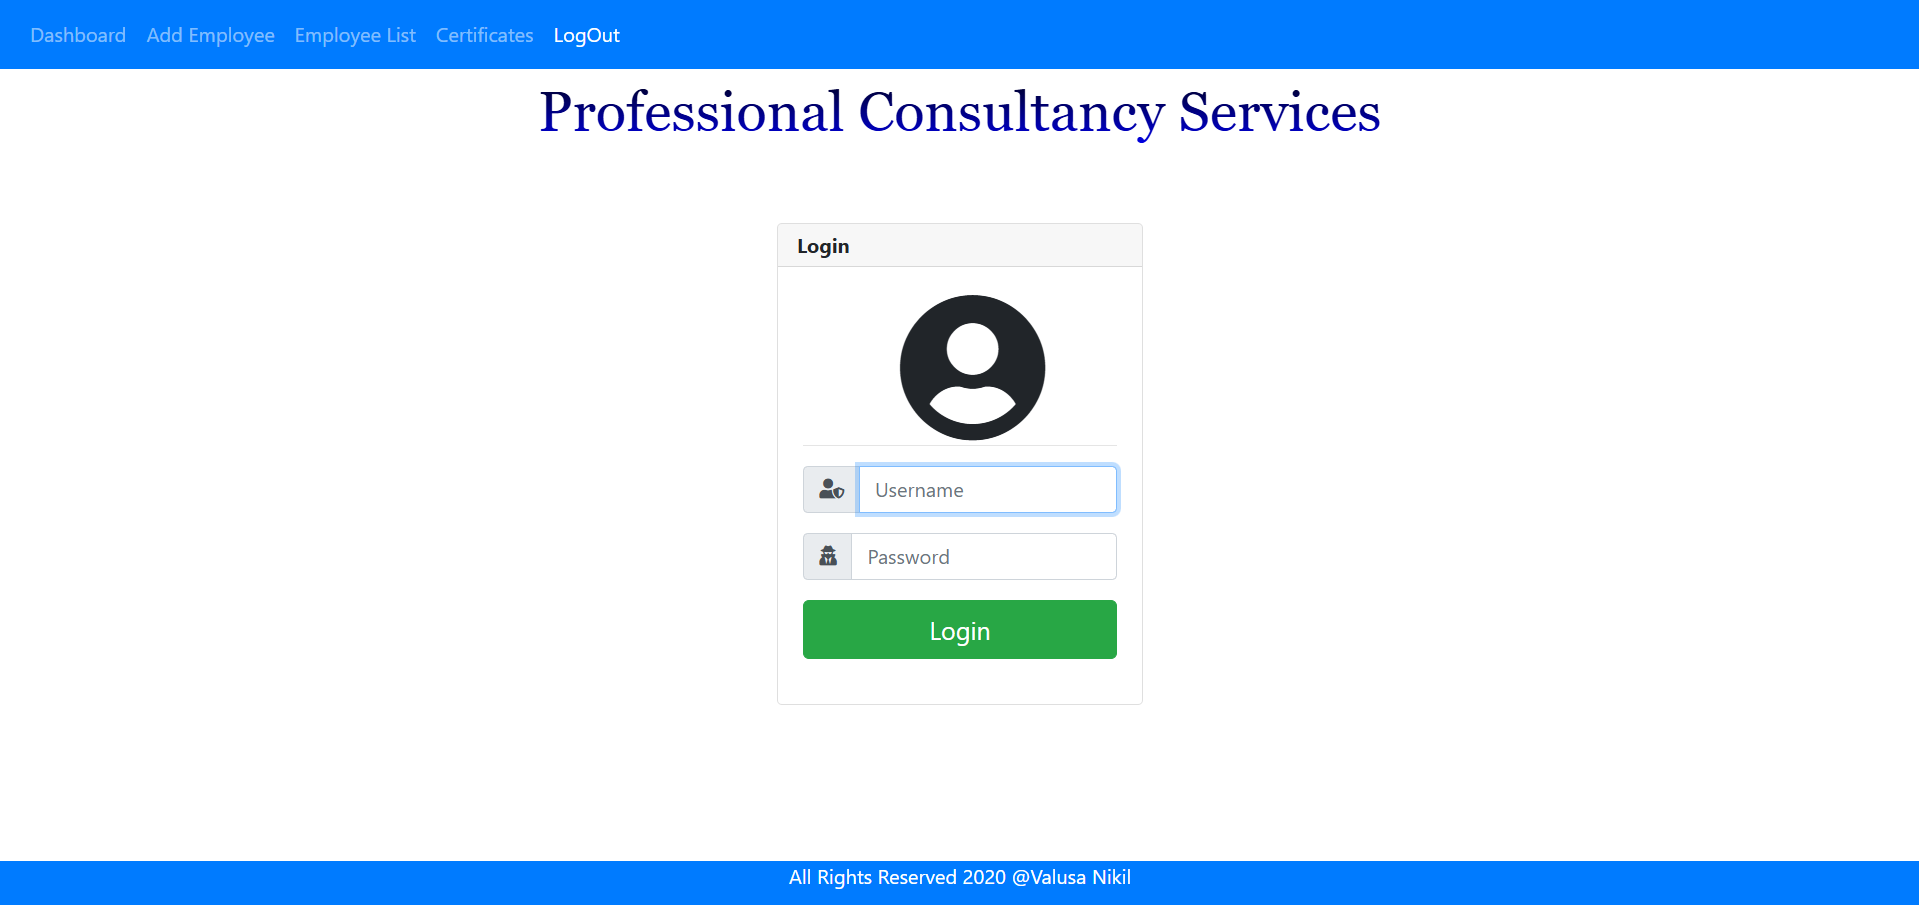 Dashboard Add Employee Employee List Certificates LogOut
Professional Consultancy Services
Login
Username
Password
Login
All Rights Reserved 2020 @Valusa Nikil